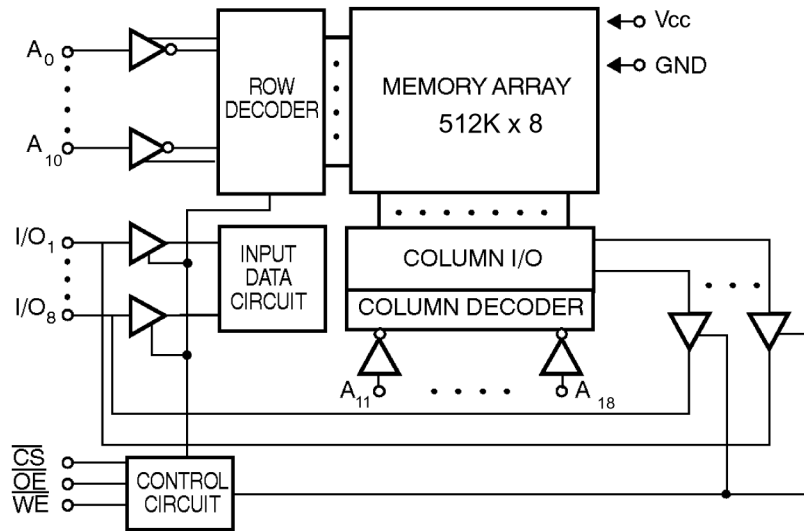 A0
A10
ROW
DECODER
MEMORY ARRAY
512K x 8
Vcc
GND
I/O1
I/O8
INPUT
DATA
CIRCUIT
COLUMN I/O
COLUMN DECODER
A11
A18
CS
OE
WE
CONTROL
CIRCUIT